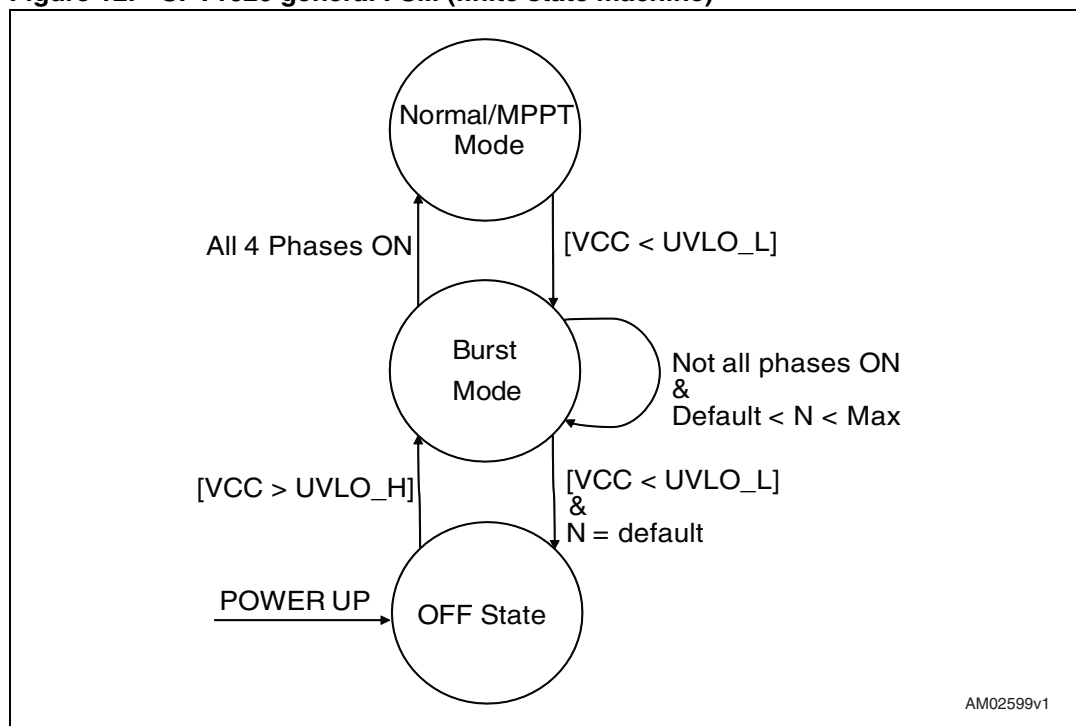 Normal/MPPT
Mode
All 4 Phases ON
[VCC < UVLO_L]
Burst
Mode
Not all phases ON
&
Default < N < Max
[VCC > UVLO_H]
[VCC < UVLO_L]
&
N = default
POWER UP
OFF State
AM02599v1